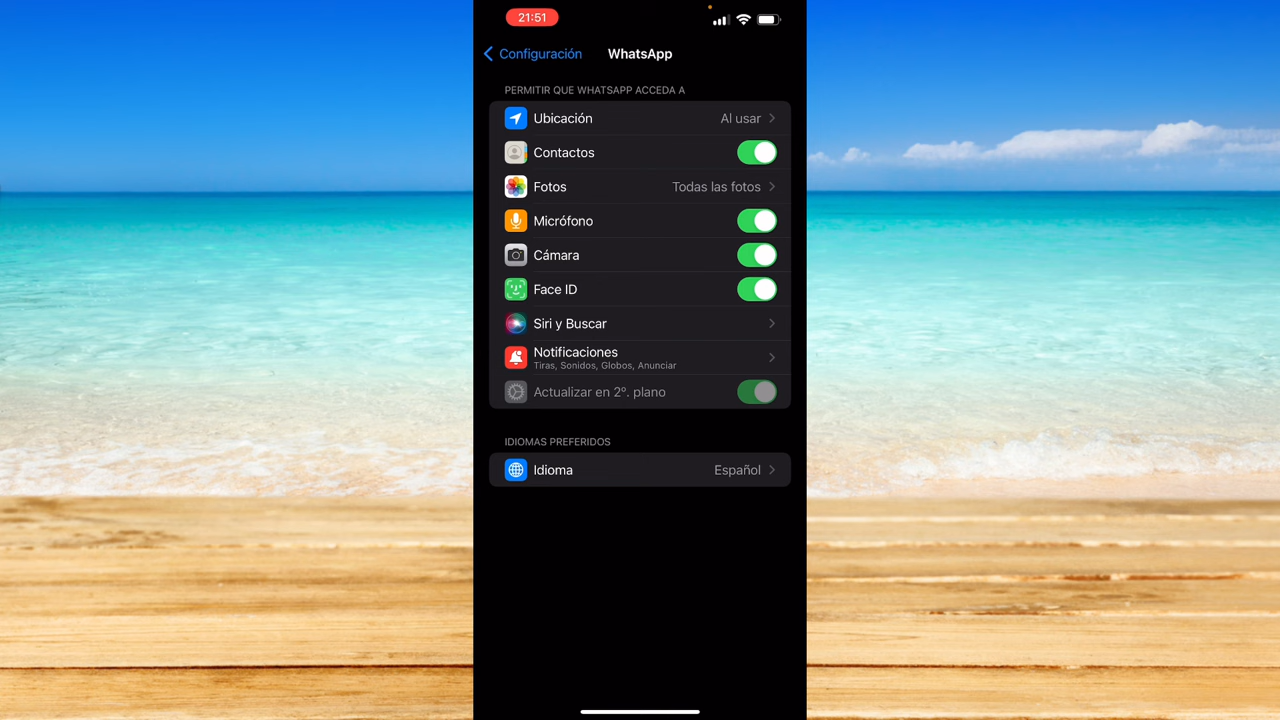 21:51
Configuración
WhatsApp
PERMITIR QUE WHATSAPP ACCEDA A
Ubicación
Al usar
Contactos
Fotos
Todas las fotos
Micrófono
Cámara
Face ID
Siri y Buscar
Notificaciones
Tiras, Sonidos, Globos, Anunciar
Actualizar en 2º. plano
IDIOMAS PREFERIDOS
Idioma
Español